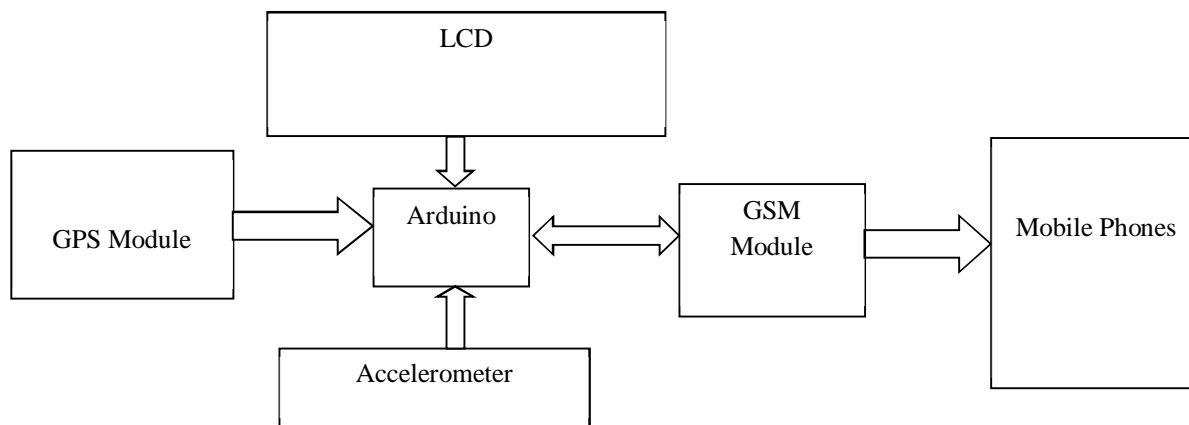 LCD
GPS Module
Arduino
GSM
Module
Mobile Phones
Accelerometer